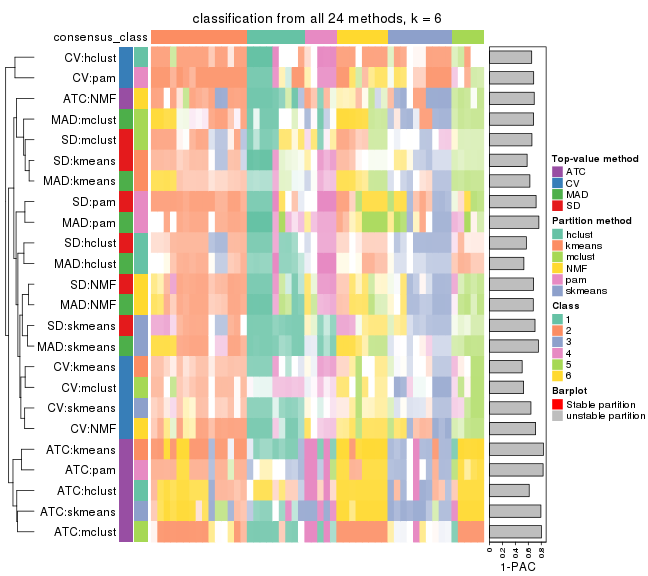 classification from all 24 methods, k = 6
consensus_class
CV:hclust
CV:pam
ATC:NMF
MAD:mclust
SD:mclust
SD:kmeans
MAD:kmeans
SD:pam
MAD:pam
SD:hclust
MAD:hclust
SD:NMF
MAD:NMF
SD:skmeans
MAD:skmeans
CV:kmeans
CV:mclust
CV:skmeans
CV:NMF
ATC:kmeans
ATC:pam
ATC:hclust
ATC:skmeans
ATC:mclust
0 0.2 0.4 0.6 0.8
1-PAC
Top-value method
ATC
CV
MAD
SD
Partition method
hclust
kmeans
mclust
NMF
pam
skmeans
Class
1
2
3
4
5
6
Barplot
Stable partition
unstable partition